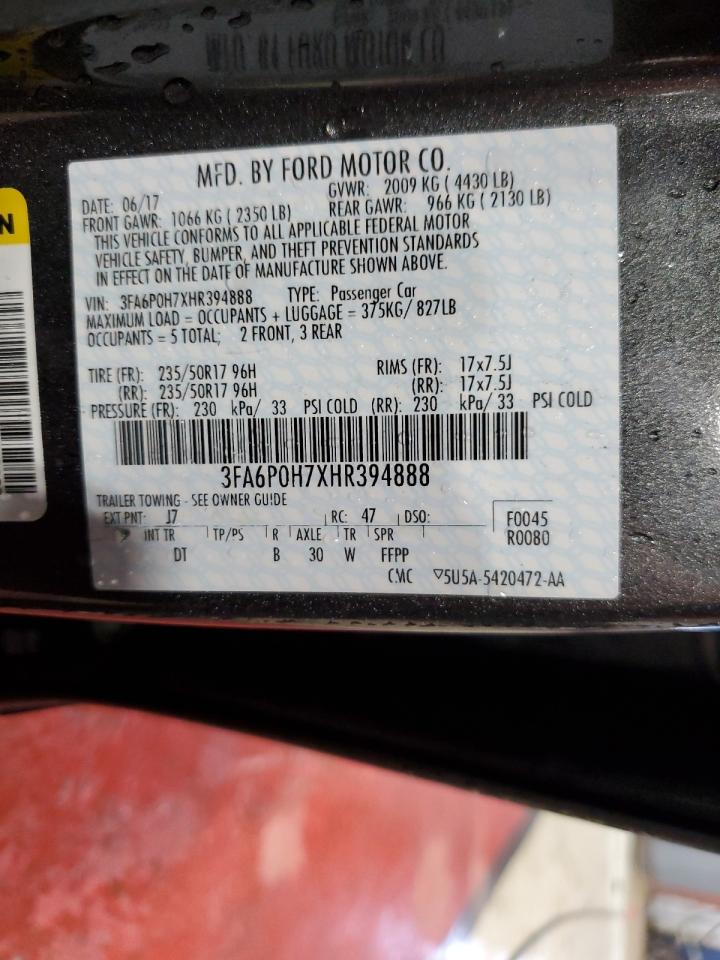 MFD. BY FORD MOTOR CO.
DATE: 06/17 GVWR: 2009 KG ( 4430 LB)
FRONT GAWR: 1066 KG ( 2350 LB) REAR GAWR: 966 KG ( 2130 LB)
THIS VEHICLE CONFORMS TO ALL APPLICABLE FEDERAL MOTOR
VEHICLE SAFETY, BUMPER, AND THEFT PREVENTION STANDARDS
IN EFFECT ON THE DATE OF MANUFACTURE SHOWN ABOVE.
VIN: 3FA6P0H7XHR394888 TYPE: Passenger Car
MAXIMUM LOAD = OCCUPANTS + LUGGAGE = 375KG/ 827LB
OCCUPANTS = 5 TOTAL; 2 FRONT, 3 REAR
TIRE (FR): 235/50R17 96H RIMS (FR): 17x7.5J
(RR): 235/50R17 96H (RR): 17x7.5J
PRESSURE (FR): 230 kPa/ 33 PSI COLD (RR): 230 kPa/ 33 PSI COLD
3FA6P0H7XHR394888
TRAILER TOWING - SEE OWNER GUIDE
EXT PNT: J7 RC: 47 DSO: F0045
INT TR TP/PS R AXLE TR SPR R0080
DT B 30 W FFPP
CMC ▽5U5A-5420472-AA
N